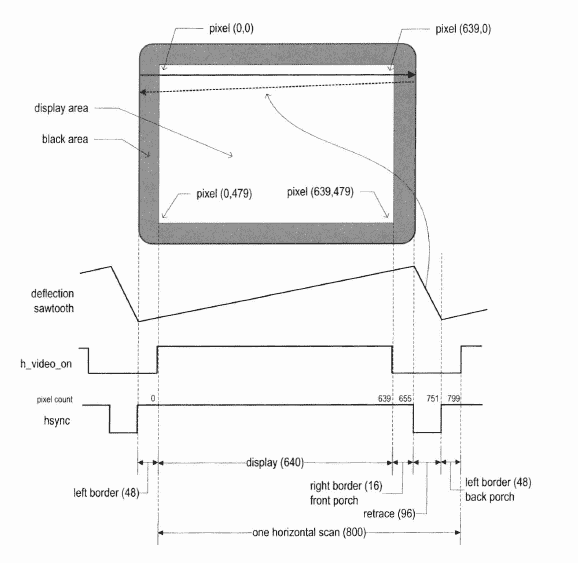 pixel (0,0)
pixel (639,0)
display area
black area
pixel (0,479)
pixel (639,479)
deflection
sawtooth
h_video_on
pixel count
0
639
655
751
799
hsync
display (640)
left border (48)
right border (16)
front porch
left border (48)
back porch
retrace (96)
one horizontal scan (800)